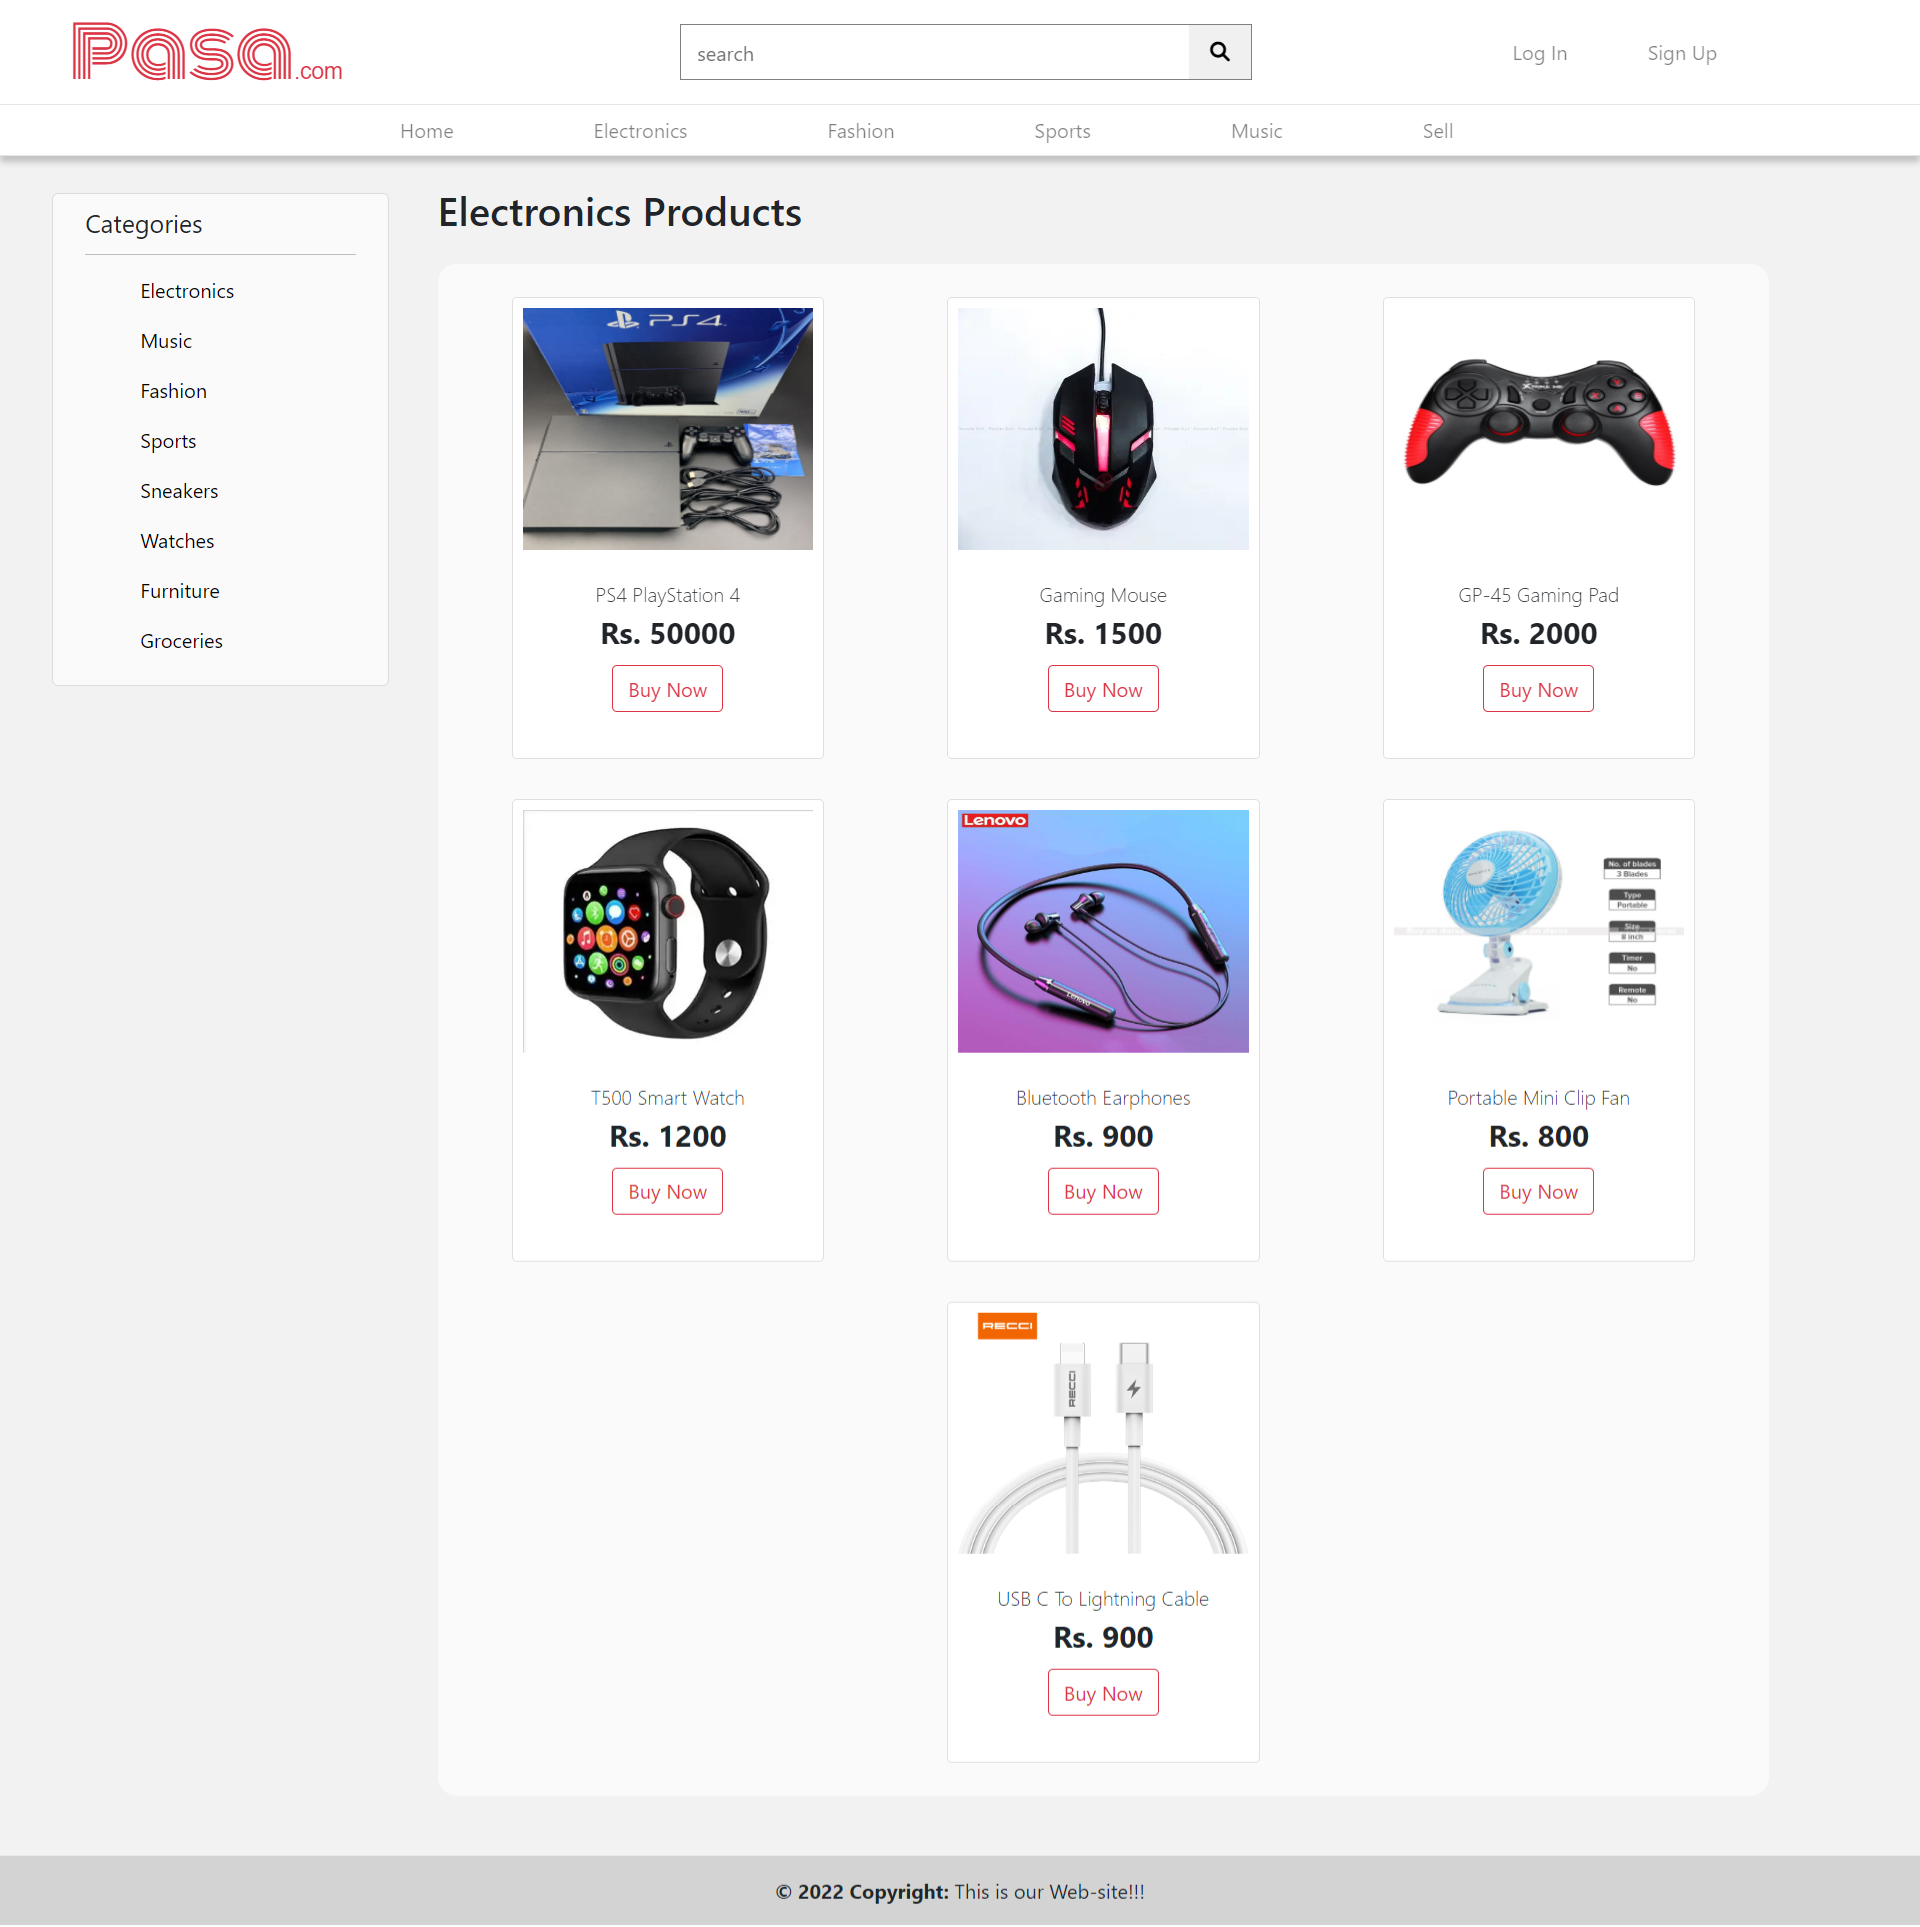 Pasa.com
search
Log In
Sign Up
Home
Electronics
Fashion
Sports
Music
Sell
Categories
Electronics
Music
Fashion
Sports
Sneakers
Watches
Furniture
Groceries
Electronics Products
PS4
PS4 PlayStation 4
Rs. 50000
Buy Now
Gaming Mouse
Rs. 1500
Buy Now
GP-45 Gaming Pad
Rs. 2000
Buy Now
T500 Smart Watch
Rs. 1200
Buy Now
Lenovo
Lenovo
Bluetooth Earphones
Rs. 900
Buy Now
No. of blades
3 Blades
Type
Portable
Size
8 inch
Timer
No
Remote
No
Portable Mini Clip Fan
Rs. 800
Buy Now
RECCI
RECCI
USB C To Lightning Cable
Rs. 900
Buy Now
© 2022 Copyright: This is our Web-site!!!